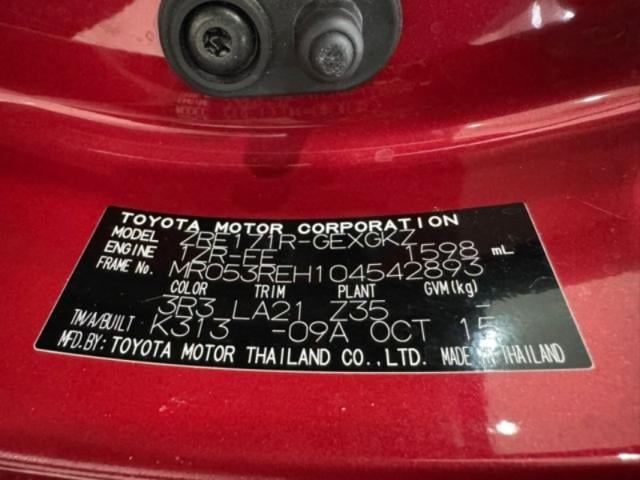 TOYOTA MOTOR CORPORATION
MODEL ZRE171R-GEXGKZ
ENGINE 1ZR-FE 1598 mL
FRAME No. MR053REH104542893
COLOR TRIM PLANT GVM(kg)
3R3 LA21 Z35 -
TM/A/BUILT K313 -09A OCT 15
MFD.BY: TOYOTA MOTOR THAILAND CO.,LTD. MADE IN THAILAND